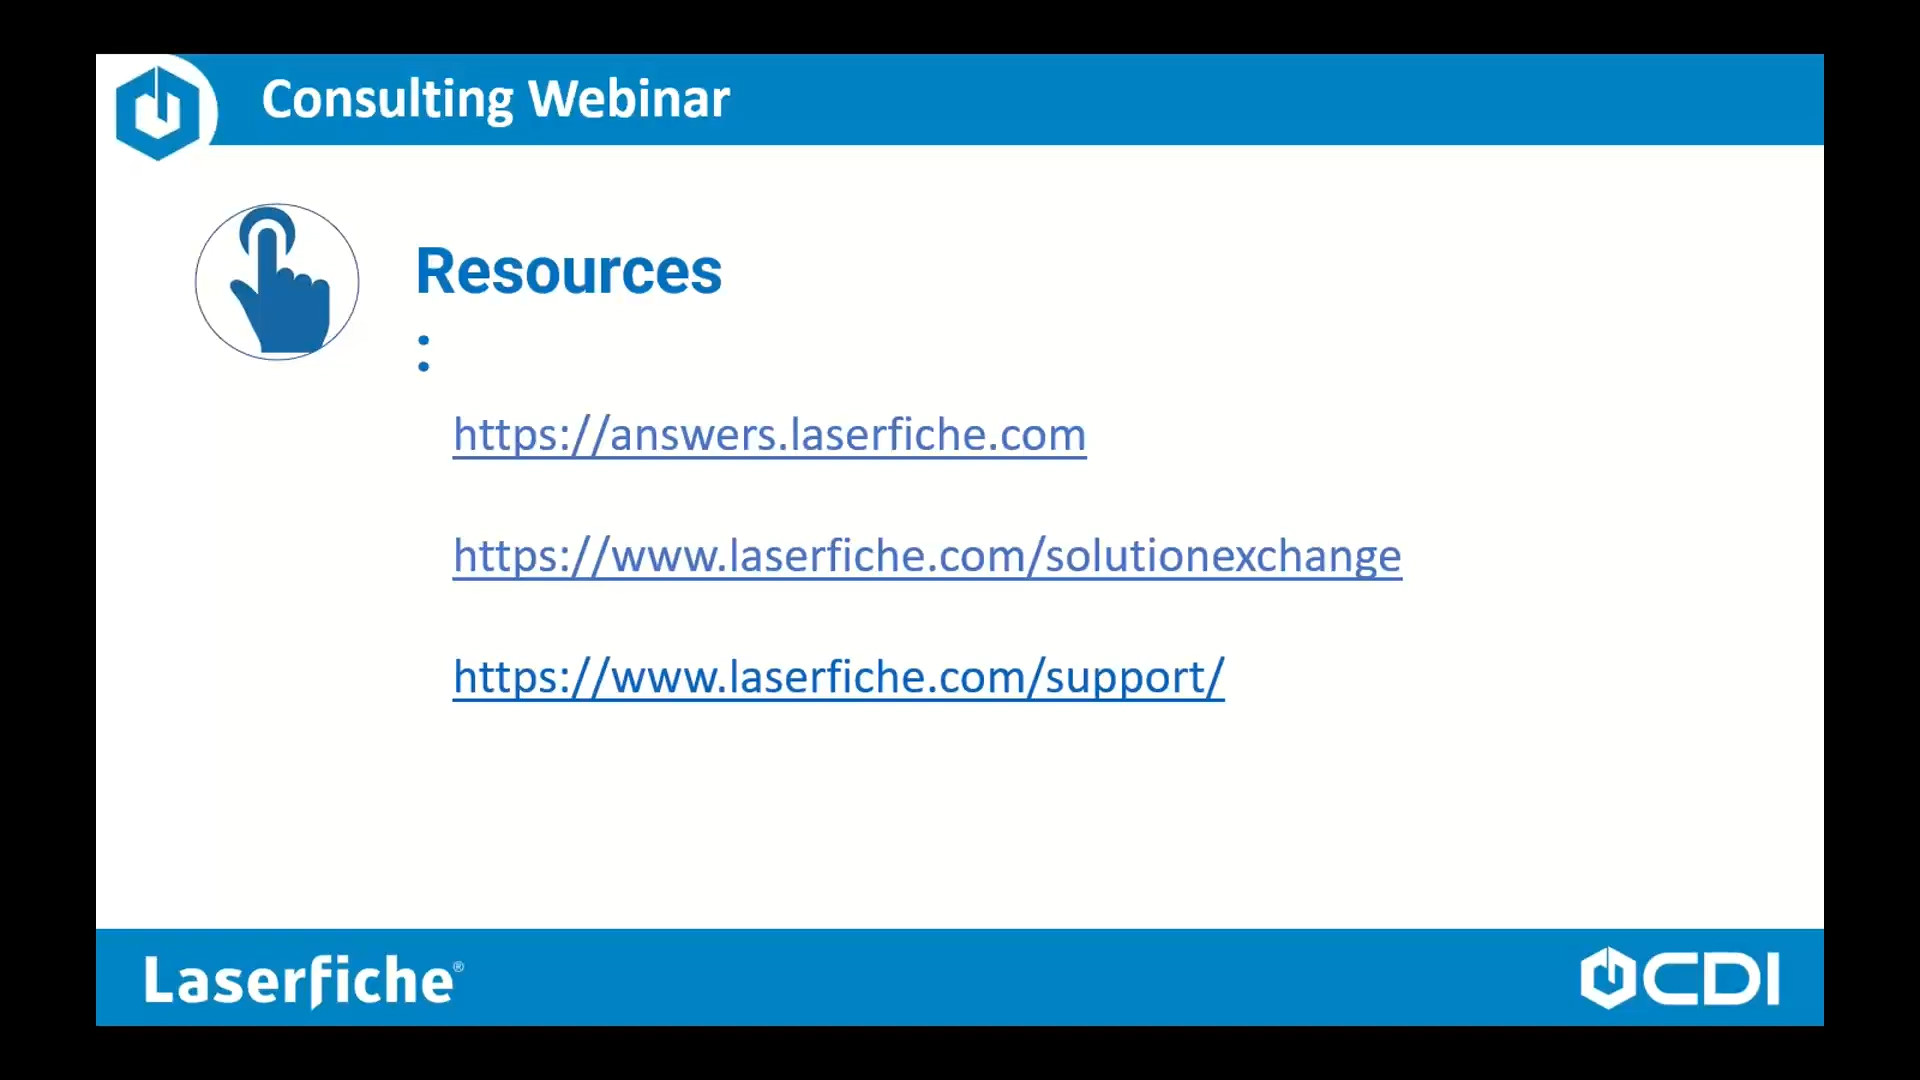 Consulting Webinar
Resources
:
https://answers.laserfiche.com
https://www.laserfiche.com/solutionexchange
https://www.laserfiche.com/support/
Laserfiche®
CDI